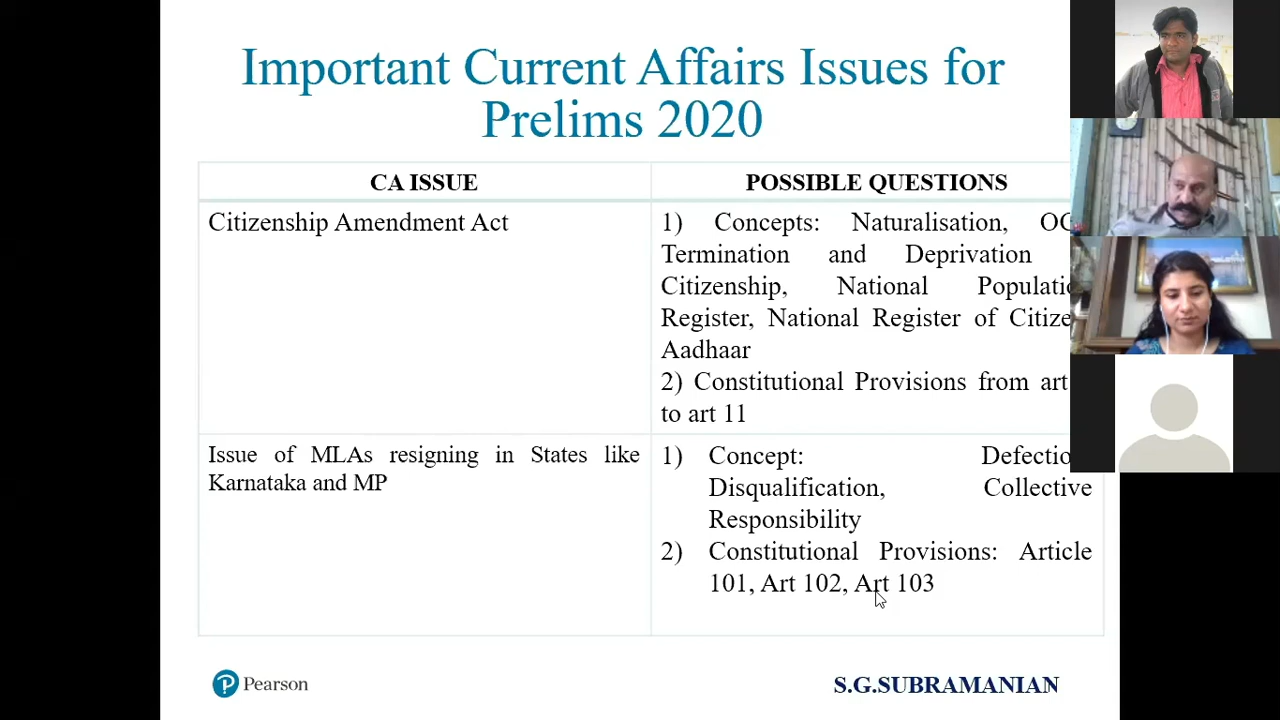 Important Current Affairs Issues for
Prelims 2020
CA ISSUE
POSSIBLE QUESTIONS
Citizenship Amendment Act
1) Concepts: Naturalisation,
Termination and Deprivation
Citizenship, National
Register, National Register of
Aadhaar
2) Constitutional Provisions from art
to art 11
Issue of MLAs resigning in States like
Karnataka and MP
1) Concept:
Disqualification, Collective
Responsibility
2) Constitutional Provisions: Article
101, Art 102, Art 103
Pearson
S.G.SUBRAMANIAN